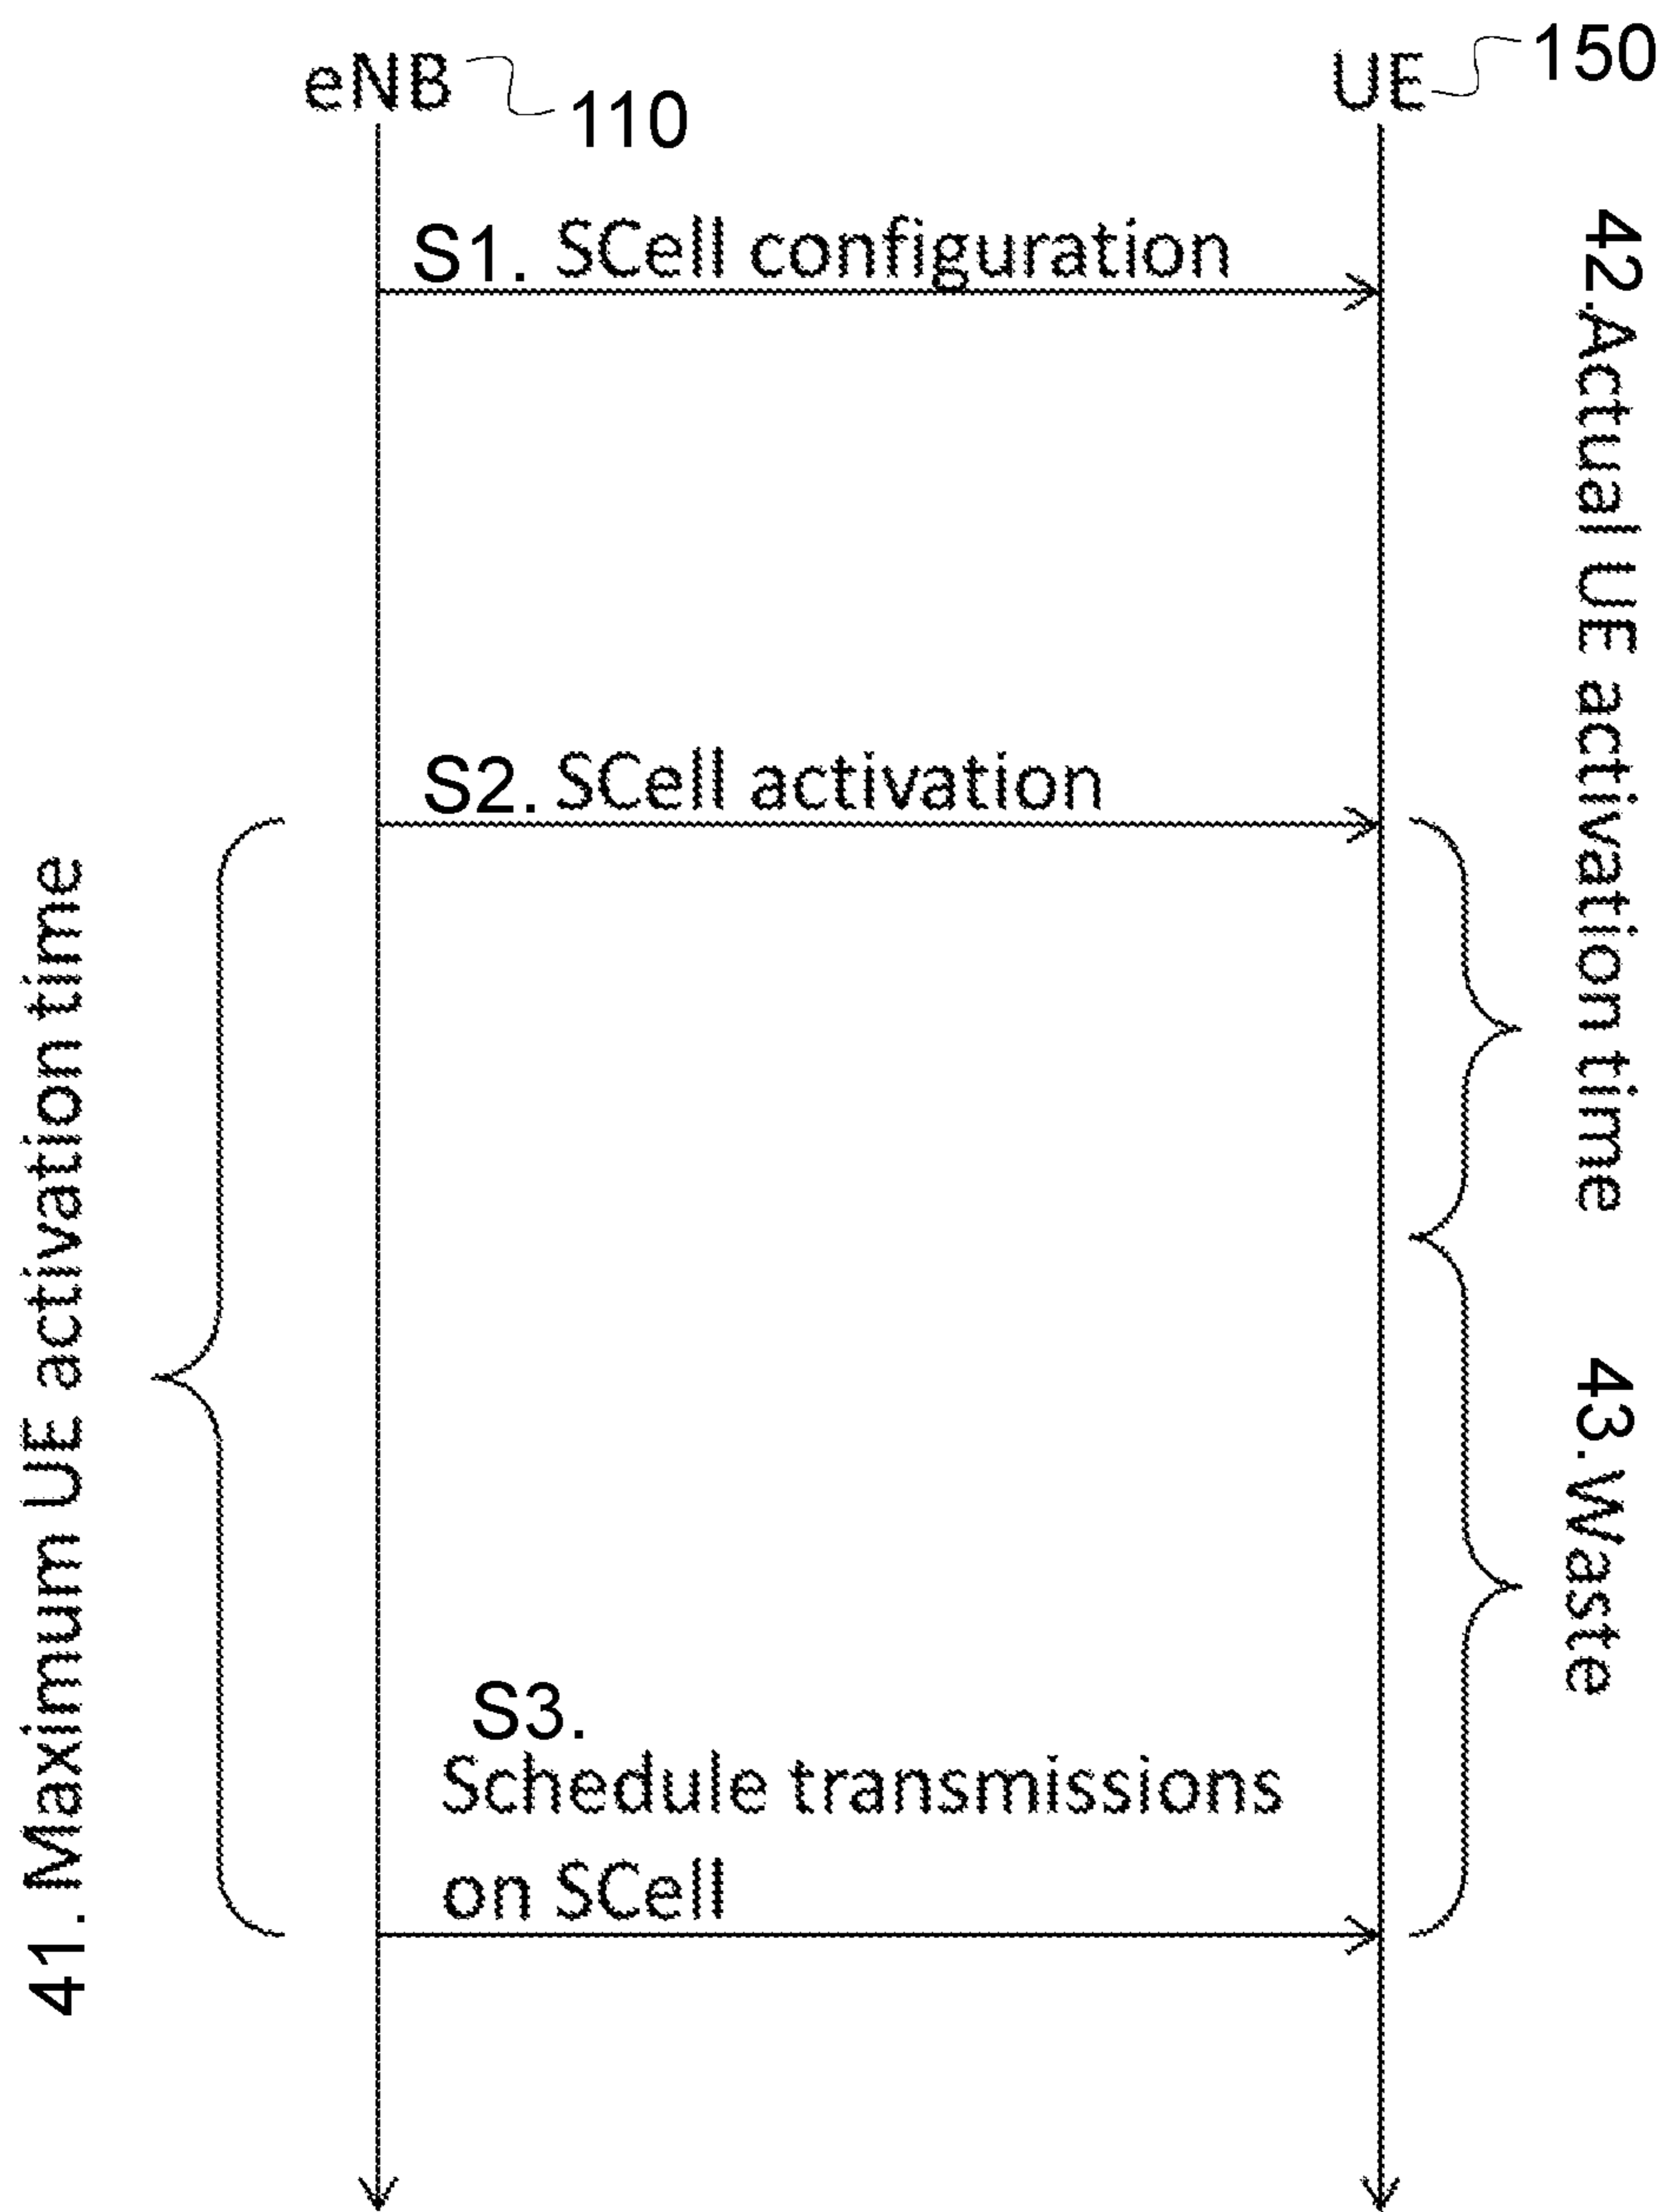 eNB
110
UE
150
S1. SCell configuration
42.Actual UE activation time
S2. SCell activation
41. Maximum UE activation time
43.Waste
S3.
Schedule transmissions
on SCell